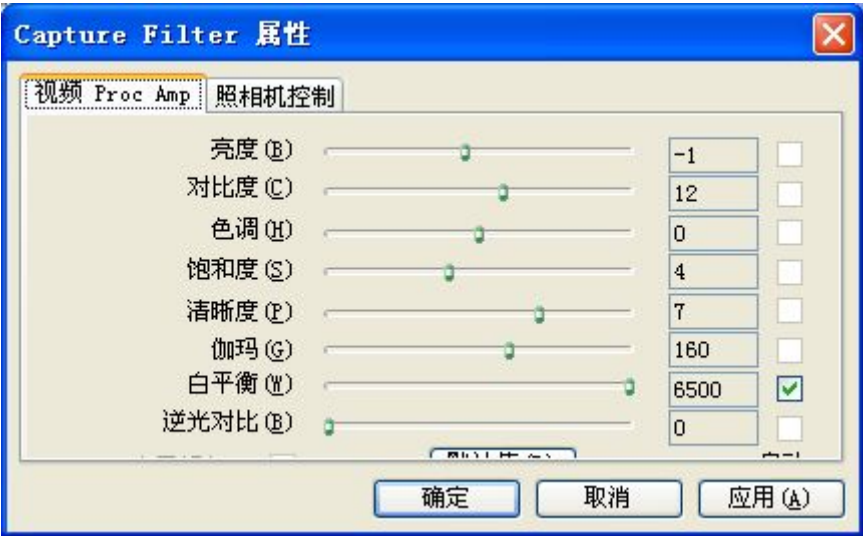 Capture Filter 属性
视频 Proc Amp 照相机控制
亮度(B) -1
对比度(C) 12
色调(H) 0
饱和度(S) 4
清晰度(P) 7
伽玛(G) 160
白平衡(W) 6500
逆光对比(B) 0
确定 取消 应用(A)